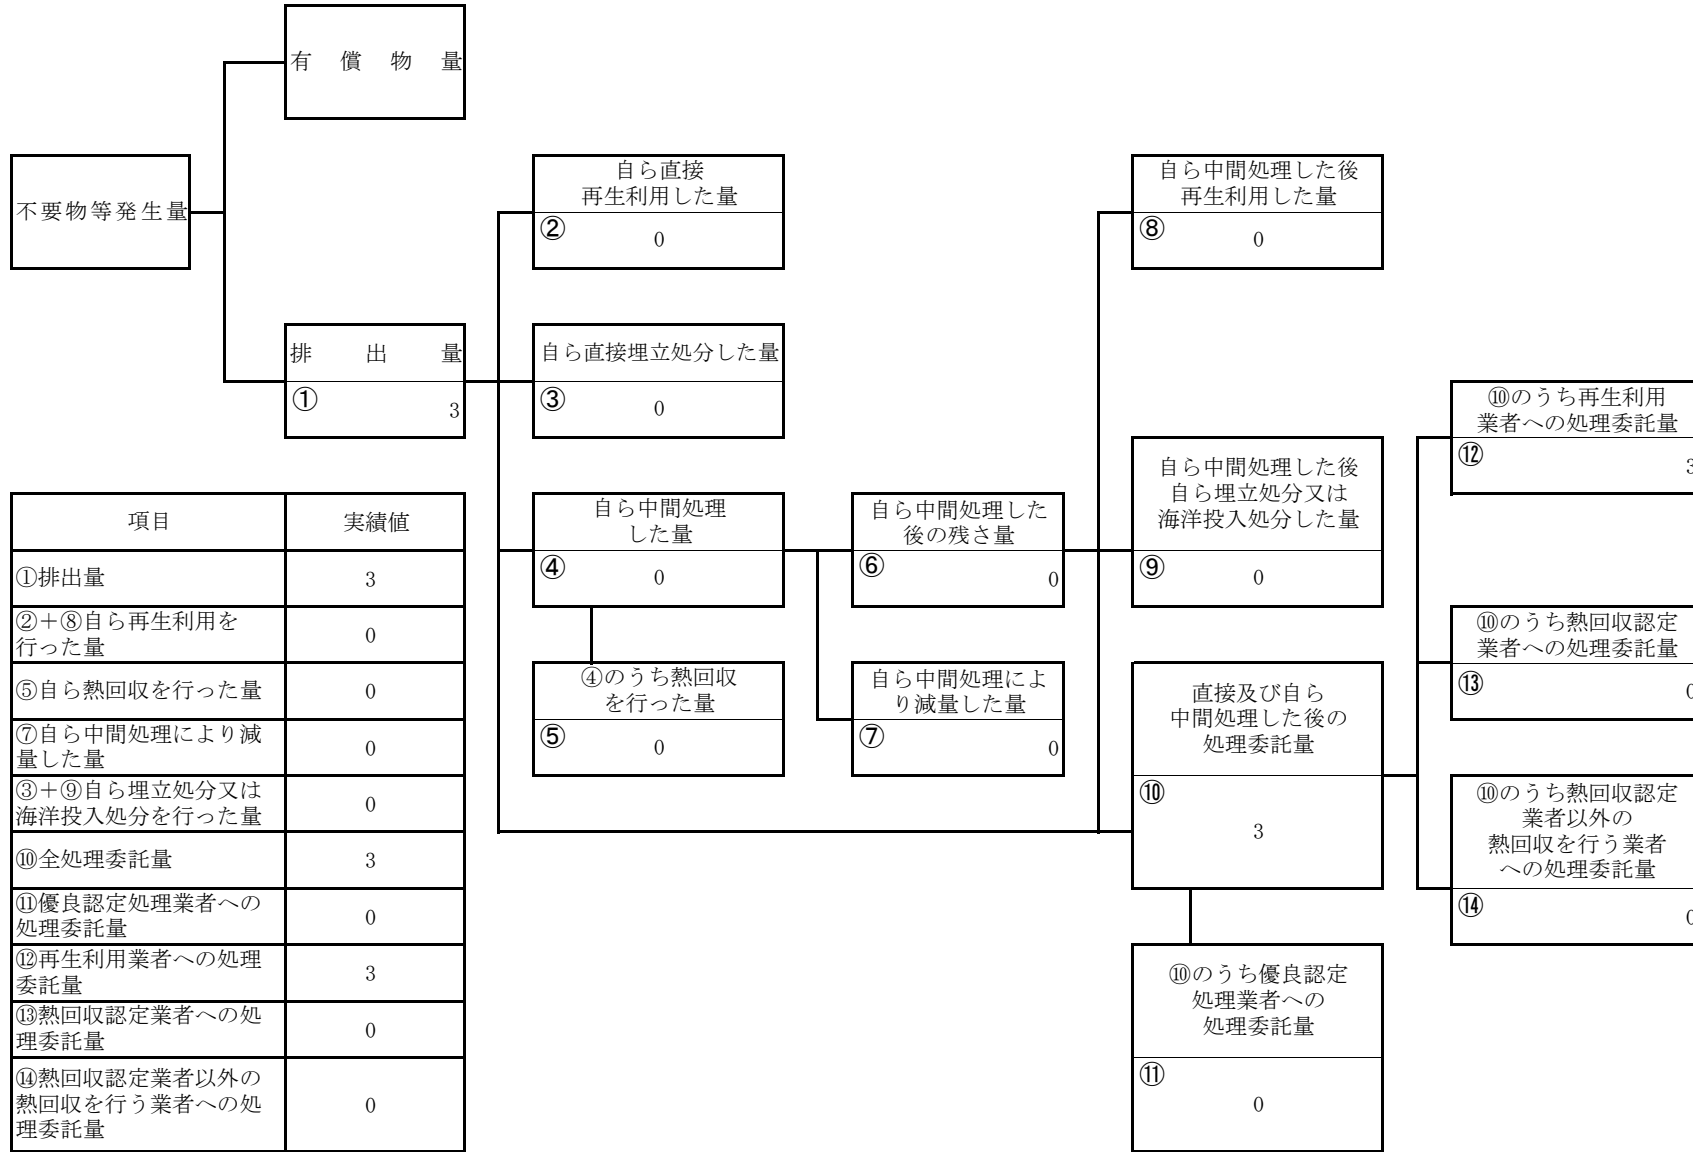 有償物量
不要物等発生量
自ら直接
再生利用した量
② 0
自ら中間処理した後
再生利用した量
⑧ 0
排出量
① 3
自ら直接埋立処分した量
③ 0
⑩のうち再生利用
業者への処理委託量
⑫ 3
自ら中間処理
した量
④ 0
自ら中間処理した
後の残さ量
⑥ 0
自ら中間処理した後
自ら埋立処分又は
海洋投入処分した量
⑨ 0
⑩のうち熱回収認定
業者への処理委託量
⑬ 0
④のうち熱回収
を行った量
⑤ 0
自ら中間処理によ
り減量した量
⑦ 0
直接及び自ら
中間処理した後の
処理委託量
⑩
3
⑩のうち熱回収認定
業者以外の
熱回収を行う業者
への処理委託量
⑭ 0
⑩のうち優良認定
処理業者への
処理委託量
⑪
0
項目 実績値
①排出量 3
②+⑧自ら再生利用を
行った量 0
⑤自ら熱回収を行った量 0
⑦自ら中間処理により減
量した量 0
③+⑨自ら埋立処分又は
海洋投入処分を行った量 0
⑩全処理委託量 3
⑪優良認定処理業者への
処理委託量 0
⑫再生利用業者への処理
委託量 3
⑬熱回収認定業者への処
理委託量 0
⑭熱回収認定業者以外の
熱回収を行う業者への処
理委託量 0